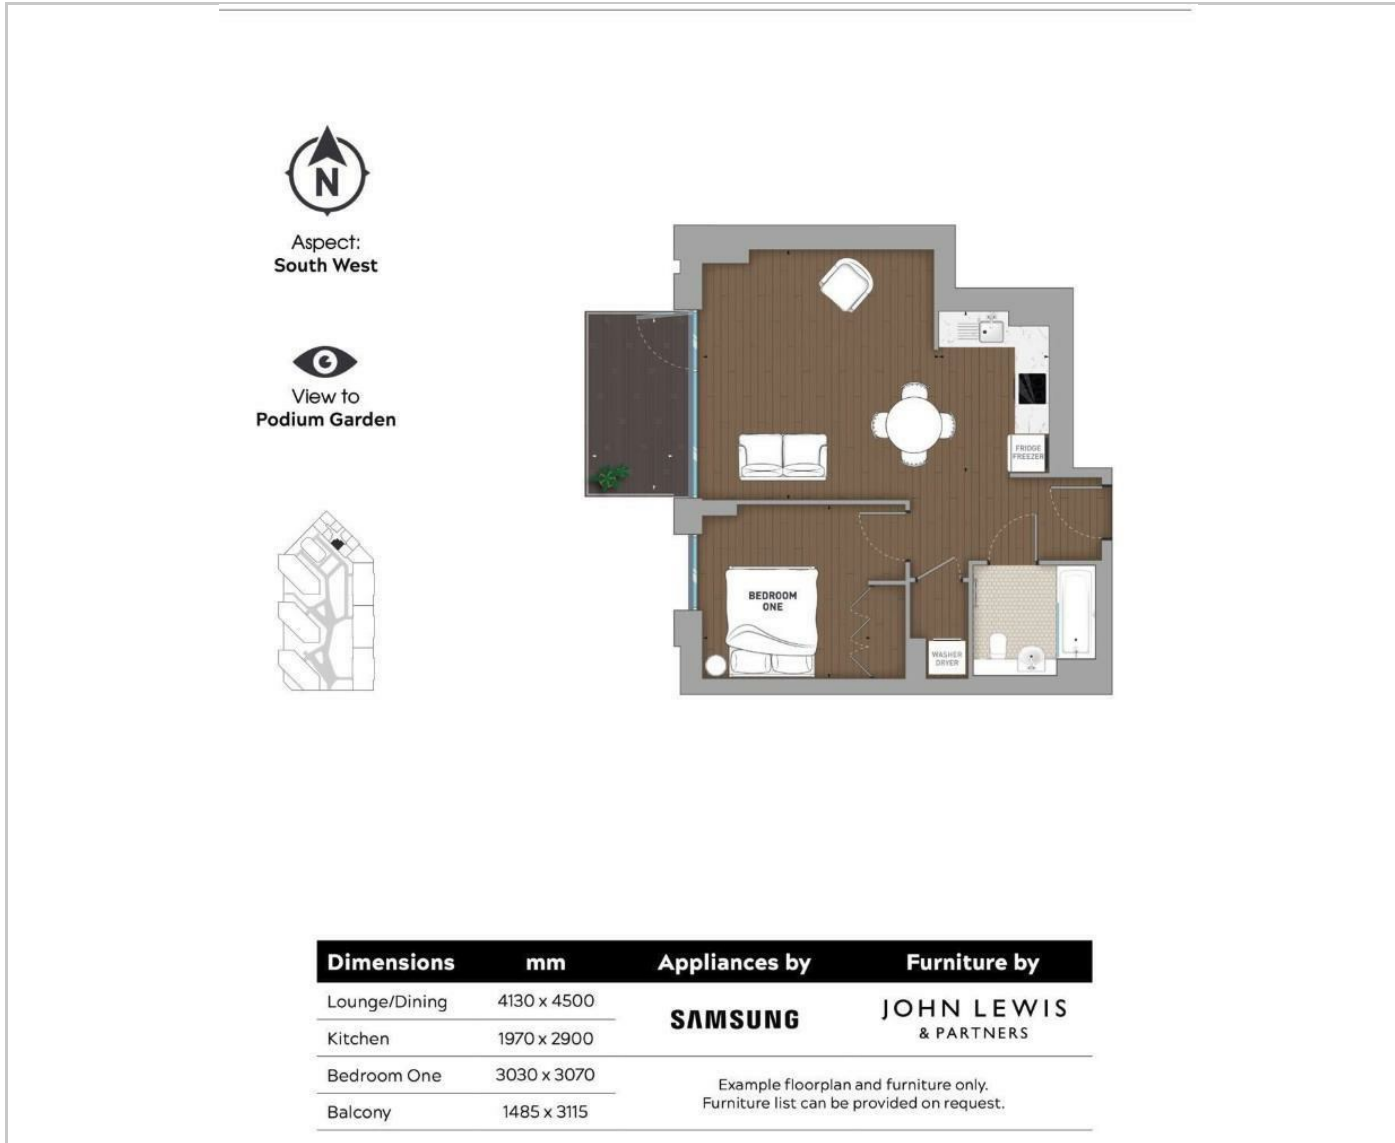 N
Aspect:
South West
View to
Podium Garden
FRIDGE
FREEZER
BEDROOM
ONE
WASHER
DRYER
Dimensions mm Appliances by Furniture by
Lounge/Dining 4130 x 4500
SAMSUNG
JOHN LEWIS
& PARTNERS
Kitchen 1970 x 2900
Bedroom One 3030 x 3070
Balcony 1485 x 3115
Example floorplan and furniture only.
Furniture list can be provided on request.